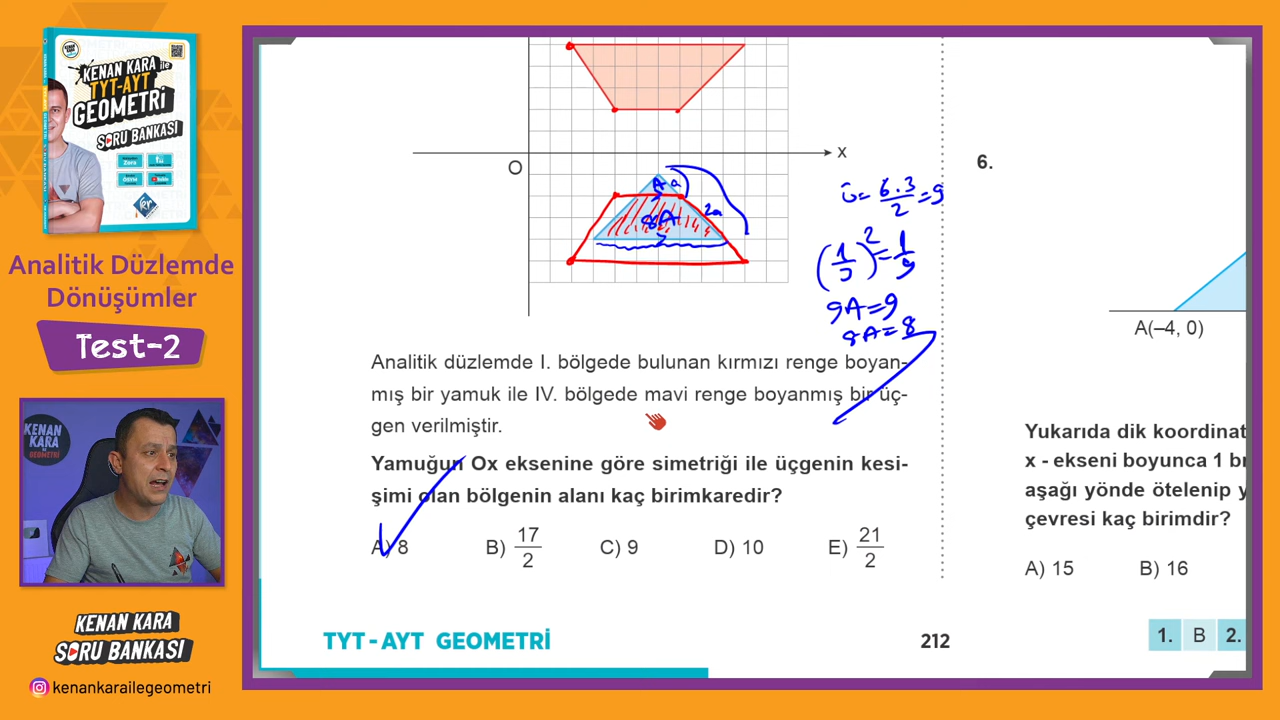 KENAN KARA ile
TYT-AYT
GEOMETRİ
SORU BANKASI
Analitik Düzlemde
Dönüşümler
Test-2
KENAN
KARA
KENAN KARA
SORU BANKASI
kenankarailegeometri
O
x
A
a
2a
8A
Ü= 6.3/2 =9
(1/3)² = 1/9
9A=9
8A=8
Analitik düzlemde I. bölgede bulunan kırmızı renge boyan-
mış bir yamuk ile IV. bölgede mavi renge boyanmış bir üç-
gen verilmiştir.
Yamuğun Ox eksenine göre simetriği ile üçgenin kesi-
şimi olan bölgenin alanı kaç birimkaredir?
A) 8 B) 17/2 C) 9 D) 10 E) 21/2
6.
A(–4, 0)
Yukarıda dik koordinat
x - ekseni boyunca 1 bi
aşağı yönde ötelenip y
çevresi kaç birimdir?
A) 15 B) 16
TYT - AYT GEOMETRİ
212
1. B 2.